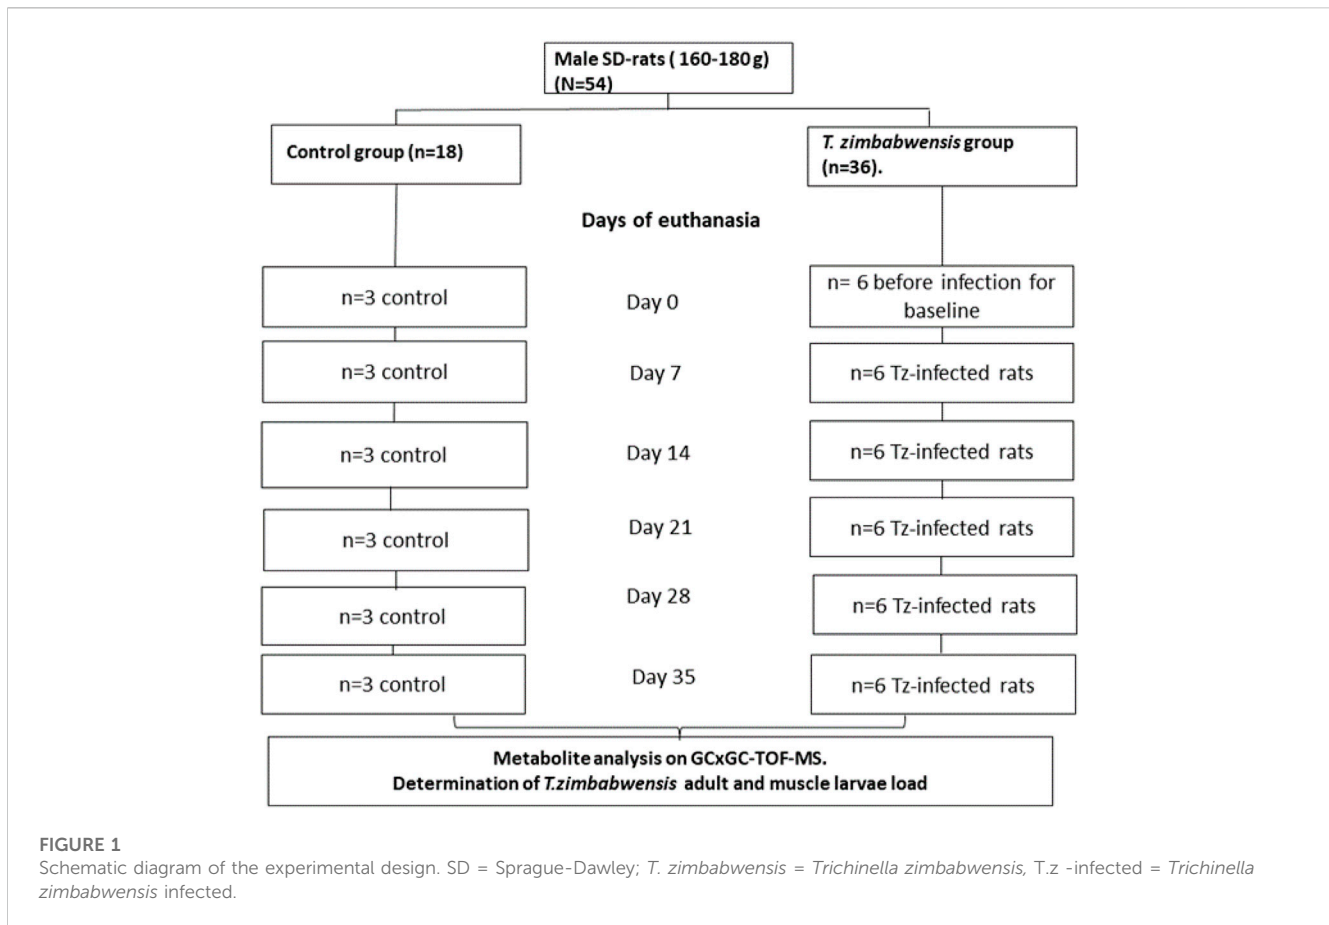 Male SD-rats ( 160-180 g)
(N=54)
Control group (n=18)
T. zimbabwensis group
(n=36).
Days of euthanasia
n=3 control
Day 0
n= 6 before infection for
baseline
n=3 control
Day 7
n=6 Tz-infected rats
n=3 control
Day 14
n=6 Tz-infected rats
n=3 control
Day 21
n=6 Tz-infected rats
n=3 control
Day 28
n=6 Tz-infected rats
n=3 control
Day 35
n=6 Tz-infected rats
Metabolite analysis on GCxGC-TOF-MS.
Determination of T.zimbabwensis adult and muscle larvae load
FIGURE 1
Schematic diagram of the experimental design. SD = Sprague-Dawley; T. zimbabwensis = Trichinella zimbabwensis, T.z -infected = Trichinella
zimbabwensis infected.